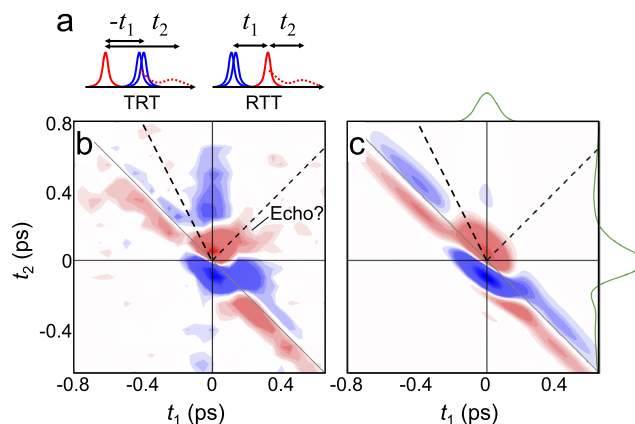 a
-t1 t2 t1 t2
TRT RTT
b c
0.8
0.4
0
-0.4
t2 (ps)
Echo?
-0.8 -0.4 0 0.4 -0.8 -0.4 0 0.4
t1 (ps) t1 (ps)